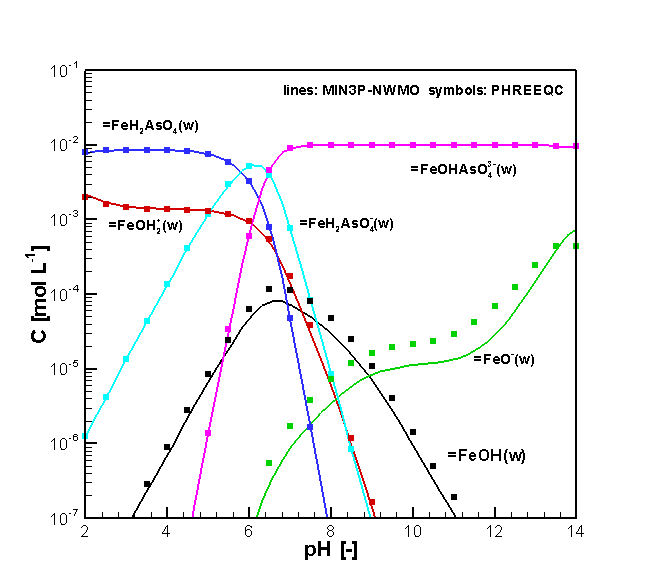 10⁻¹
lines: MIN3P-NWMO symbols: PHREEQC
=FeH₂AsO₄(w)
10⁻²
=FeOHAsO₄³⁻(w)
10⁻³
=FeOH₂⁺(w)
=FeH₂AsO₄⁻(w)
C [mol L⁻¹]
10⁻⁴
=FeO⁻(w)
10⁻⁵
10⁻⁶
=FeOH(w)
10⁻⁷
2 4 6 8 10 12 14
pH [-]